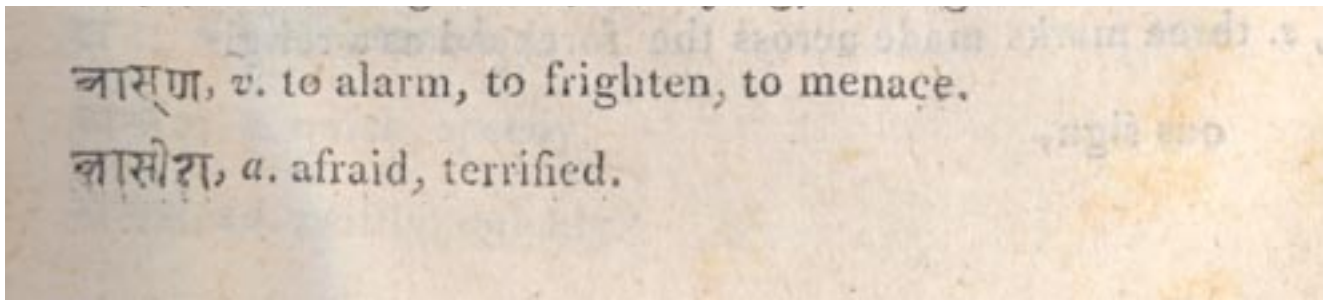 𑘝𑘿𑘨𑘰𑘭𑘿𑘜, v. to alarm, to frighten, to menace.
𑘝𑘿𑘨𑘰𑘭𑘲𑘝, a. afraid, terrified.